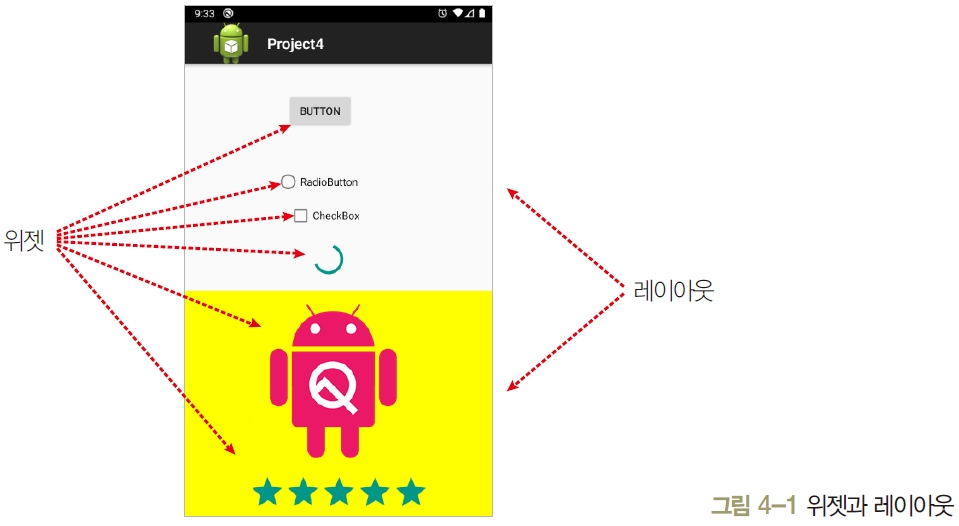 9:33
Project4
BUTTON
RadioButton
CheckBox
위젯
레이아웃
그림 4-1 위젯과 레이아웃